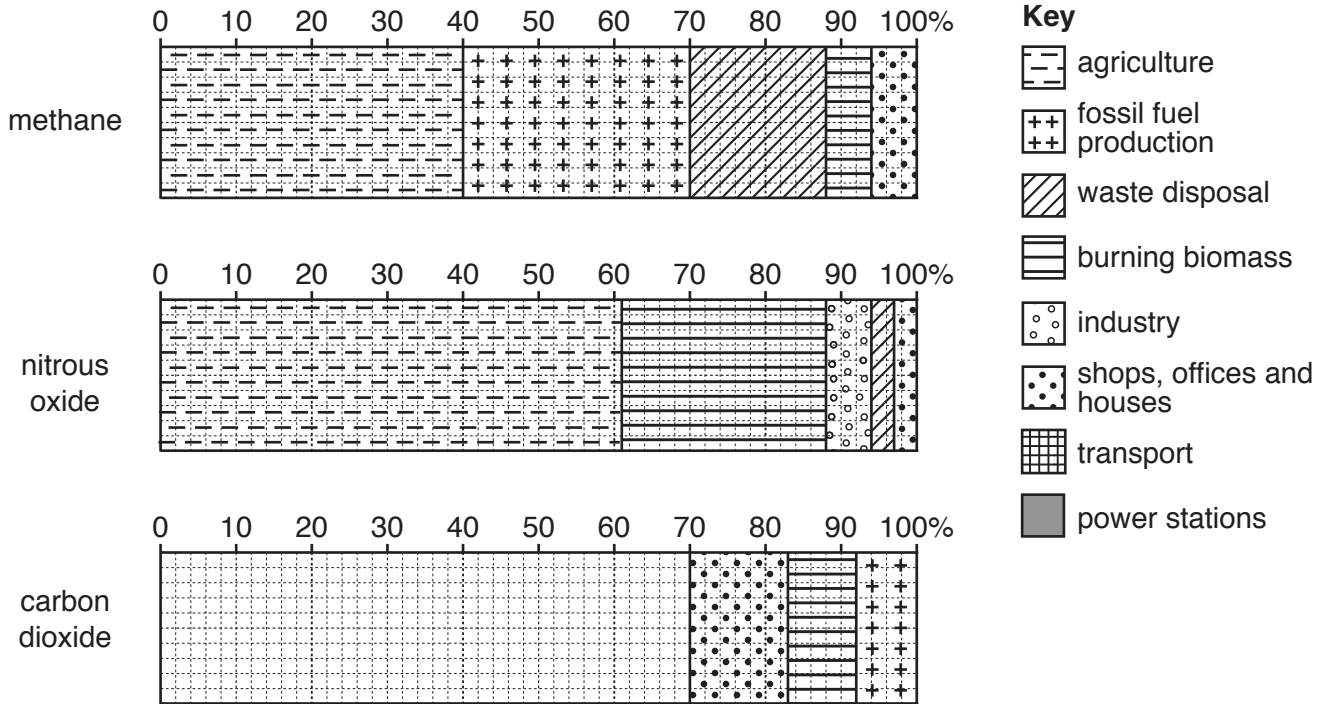 0 10 20 30 40 50 60 70 80 90 100%
methane
0 10 20 30 40 50 60 70 80 90 100%
nitrous
oxide
0 10 20 30 40 50 60 70 80 90 100%
carbon
dioxide
Key
agriculture
fossil fuel
production
waste disposal
burning biomass
industry
shops, offices and
houses
transport
power stations